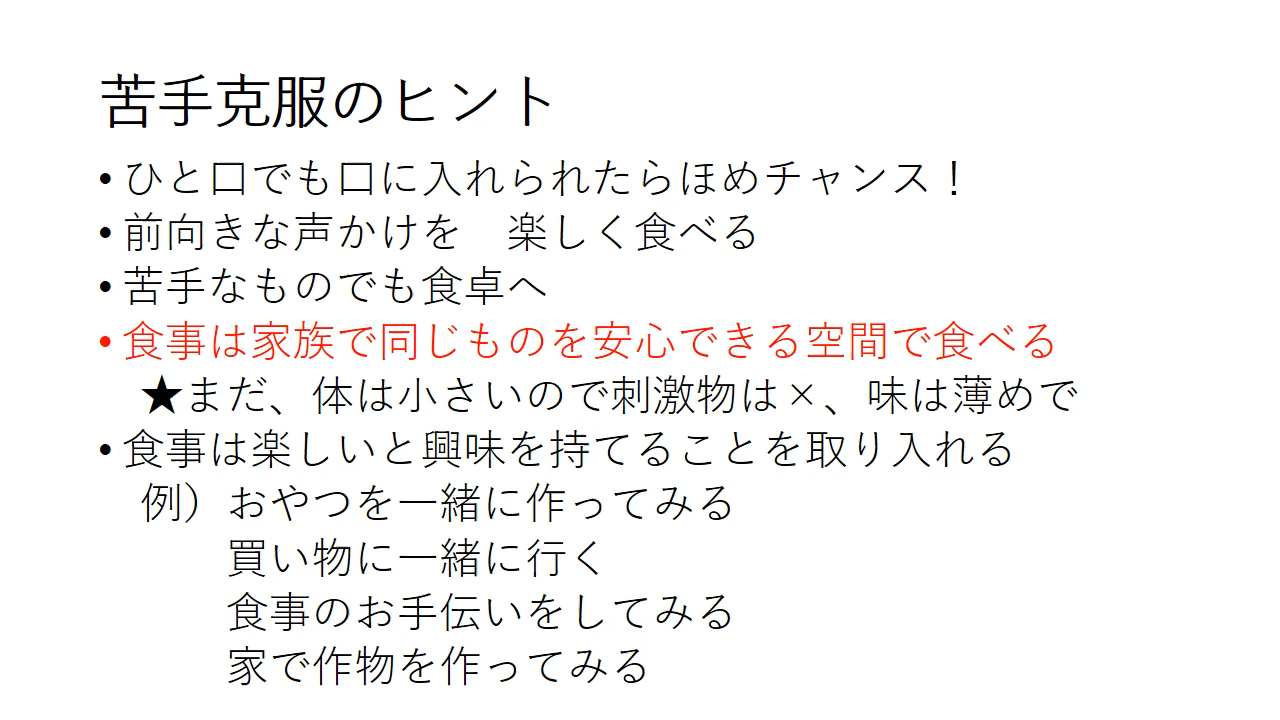 苦手克服のヒント
• ひと口でも口に入れられたらほめチャンス！
• 前向きな声かけを　楽しく食べる
• 苦手なものでも食卓へ
• 食事は家族で同じものを安心できる空間で食べる
★まだ、体は小さいので刺激物は×、味は薄めで
• 食事は楽しいと興味を持てることを取り入れる
例）おやつを一緒に作ってみる
買い物に一緒に行く
食事のお手伝いをしてみる
家で作物を作ってみる